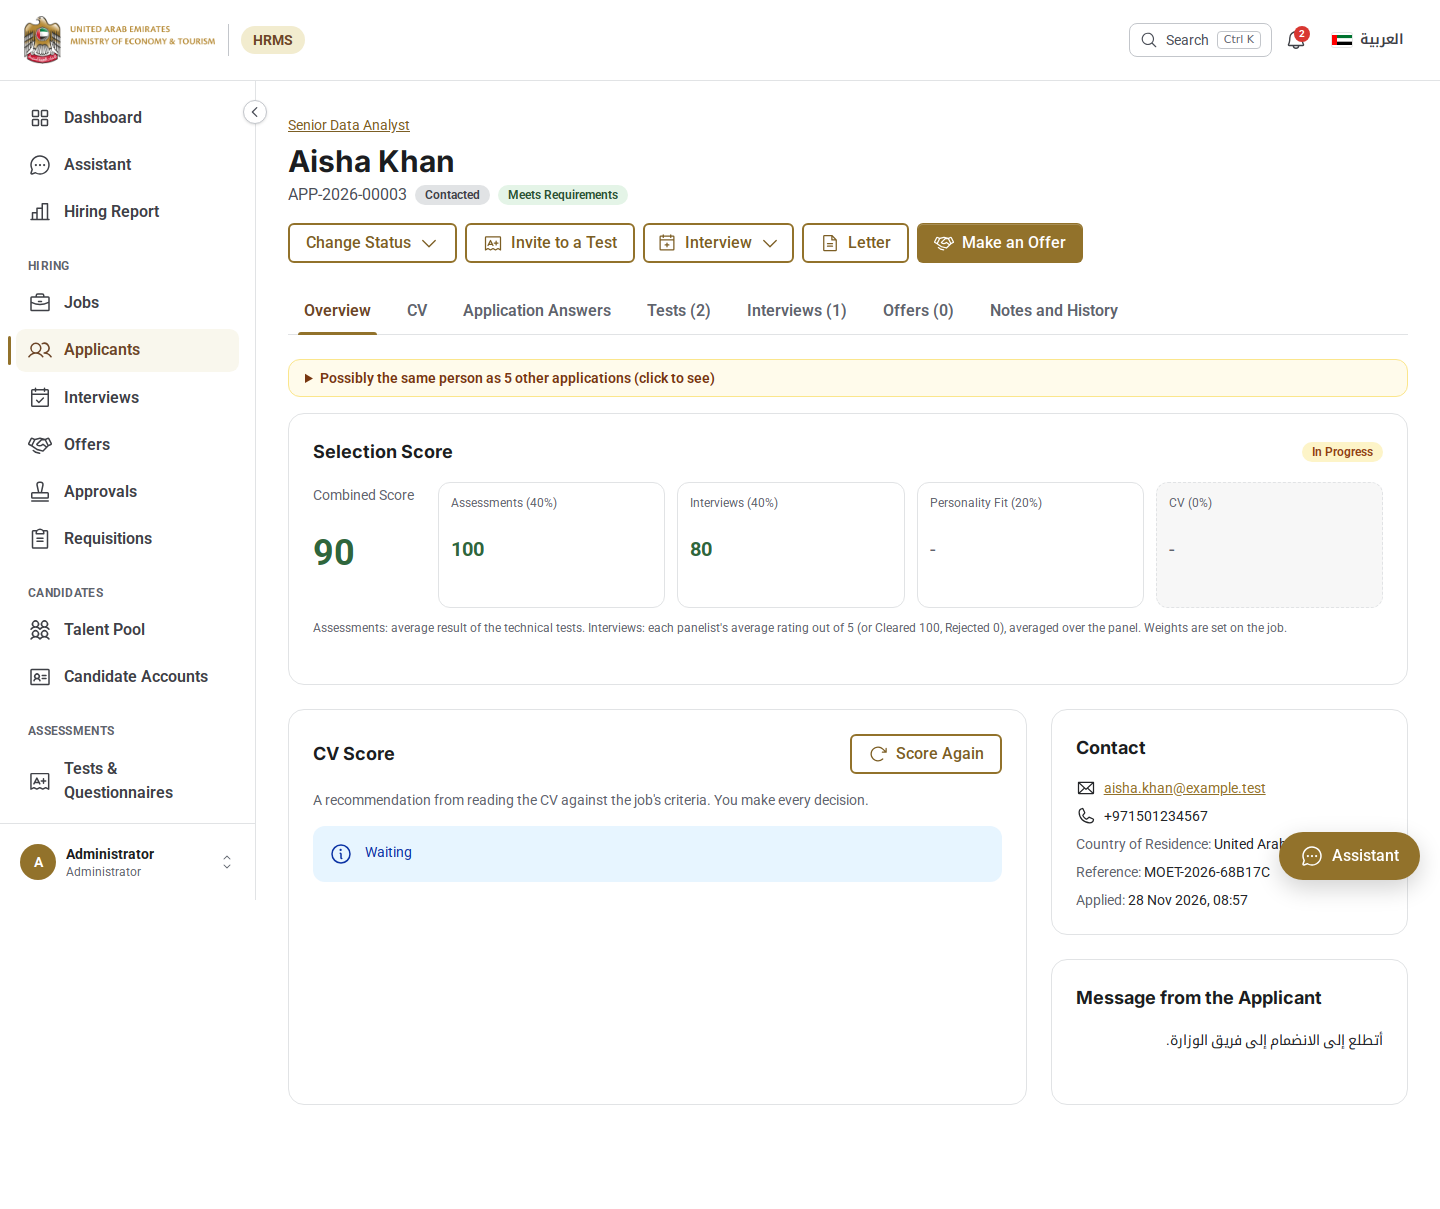 UNITED ARAB EMIRATES
MINISTRY OF ECONOMY & TOURISM
HRMS
Search Ctrl K
2
العربية
Dashboard
Assistant
Hiring Report
HIRING
Jobs
Applicants
Interviews
Offers
Approvals
Requisitions
CANDIDATES
Talent Pool
Candidate Accounts
ASSESSMENTS
Tests &
Questionnaires
A
Administrator
Administrator
Senior Data Analyst
Aisha Khan
APP-2026-00003 Contacted Meets Requirements
Change Status Invite to a Test Interview Letter Make an Offer
Overview CV Application Answers Tests (2) Interviews (1) Offers (0) Notes and History
Possibly the same person as 5 other applications (click to see)
Selection Score In Progress
Combined Score
90
Assessments (40%)
100
Interviews (40%)
80
Personality Fit (20%)
-
CV (0%)
-
Assessments: average result of the technical tests. Interviews: each panelist's average rating out of 5 (or Cleared 100, Rejected 0), averaged over the panel. Weights are set on the job.
CV Score Score Again
A recommendation from reading the CV against the job's criteria. You make every decision.
Waiting
Contact
aisha.khan@example.test
+971501234567
Country of Residence: United Arab
Reference: MOET-2026-68B17C
Applied: 28 Nov 2026, 08:57
Assistant
Message from the Applicant
أتطلع إلى الانضمام إلى فريق الوزارة.